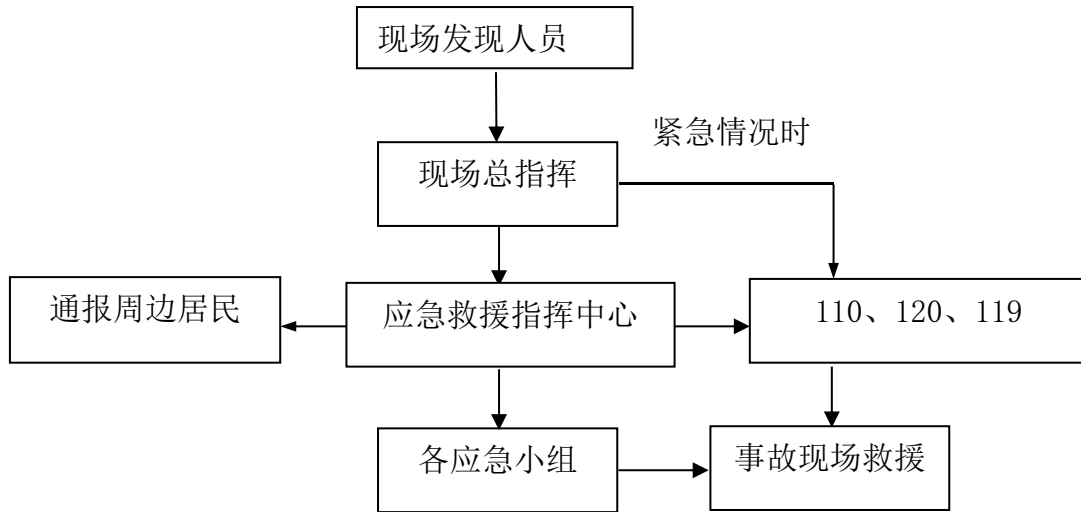 现场发现人员
紧急情况时
现场总指挥
通报周边居民
应急救援指挥中心
110、120、119
各应急小组
事故现场救援